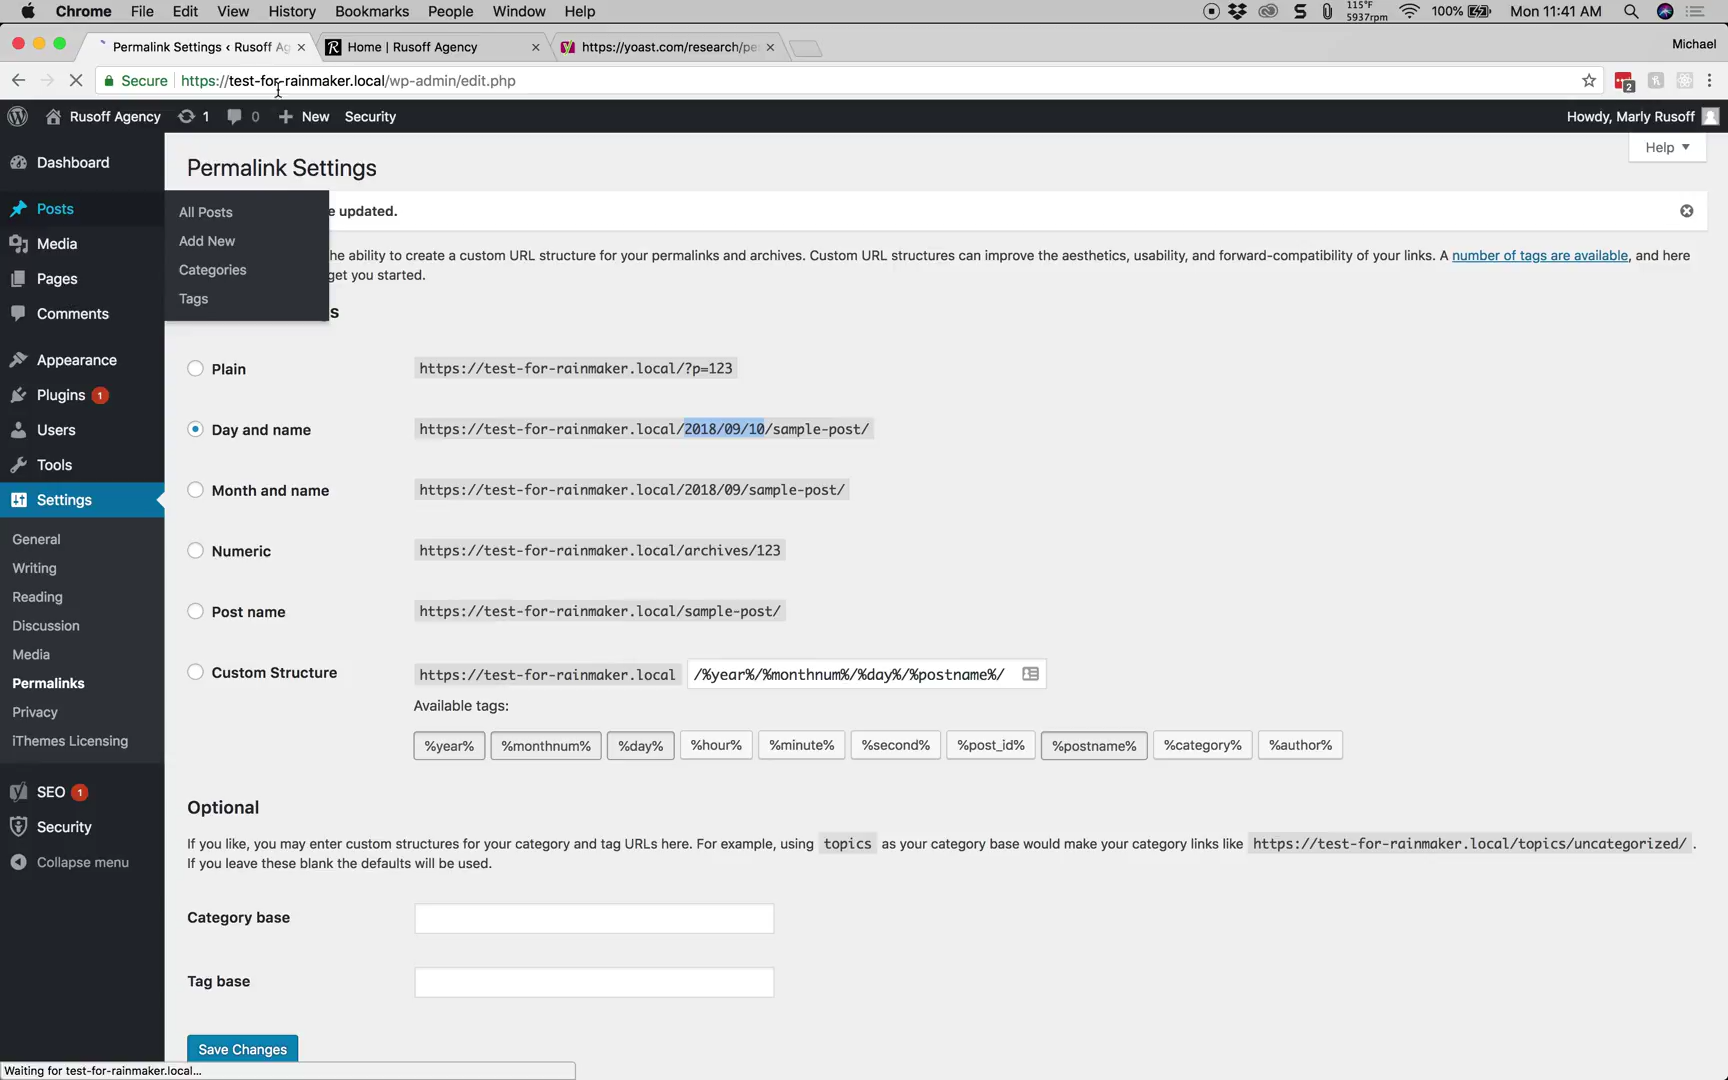 Chrome File Edit View History Bookmarks People Window Help 115°F 5937rpm 100% Mon 11:41 AM
Permalink Settings ‹ Rusoff Ag Home | Rusoff Agency https://yoast.com/research/pe Michael
Secure https://test-for-rainmaker.local/wp-admin/edit.php 2
Rusoff Agency 1 0 New Security Howdy, Marly Rusoff
Dashboard
Posts
Media
Pages
Comments
Appearance
Plugins 1
Users
Tools
Settings
General
Writing
Reading
Discussion
Media
Permalinks
Privacy
iThemes Licensing
SEO 1
Security
Collapse menu
All Posts
Add New
Categories
Tags
Help
Permalink Settings
e updated.
he ability to create a custom URL structure for your permalinks and archives. Custom URL structures can improve the aesthetics, usability, and forward-compatibility of your links. A number of tags are available, and here
get you started.
s
Plain https://test-for-rainmaker.local/?p=123
Day and name https://test-for-rainmaker.local/2018/09/10/sample-post/
Month and name https://test-for-rainmaker.local/2018/09/sample-post/
Numeric https://test-for-rainmaker.local/archives/123
Post name https://test-for-rainmaker.local/sample-post/
Custom Structure https://test-for-rainmaker.local /%year%/%monthnum%/%day%/%postname%/
Available tags:
%year% %monthnum% %day% %hour% %minute% %second% %post_id% %postname% %category% %author%
Optional
If you like, you may enter custom structures for your category and tag URLs here. For example, using topics as your category base would make your category links like https://test-for-rainmaker.local/topics/uncategorized/ .
If you leave these blank the defaults will be used.
Category base
Tag base
Save Changes
Waiting for test-for-rainmaker.local...